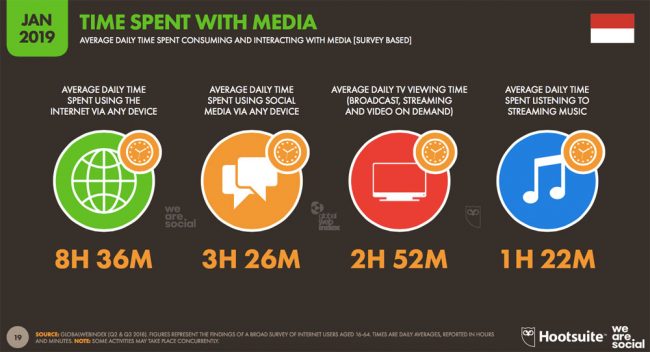 JAN
2019
TIME SPENT WITH MEDIA
AVERAGE DAILY TIME SPENT CONSUMING AND INTERACTING WITH MEDIA [SURVEY BASED]
AVERAGE DAILY TIME
SPENT USING THE
INTERNET VIA ANY DEVICE
8H 36M
AVERAGE DAILY TIME
SPENT USING SOCIAL
MEDIA VIA ANY DEVICE
3H 26M
AVERAGE DAILY TV VIEWING TIME
(BROADCAST, STREAMING
AND VIDEO ON DEMAND)
2H 52M
AVERAGE DAILY TIME
SPENT LISTENING TO
STREAMING MUSIC
1H 22M
we
are
social
global
web
index
19
SOURCE: GLOBALWEBINDEX (Q2 & Q3 2018). FIGURES REPRESENT THE FINDINGS OF A BROAD SURVEY OF INTERNET USERS AGED 16-64. TIMES ARE DAILY AVERAGES, REPORTED IN HOURS
AND MINUTES. NOTE: SOME ACTIVITIES MAY TAKE PLACE CONCURRENTLY.
Hootsuite™
we
are
social